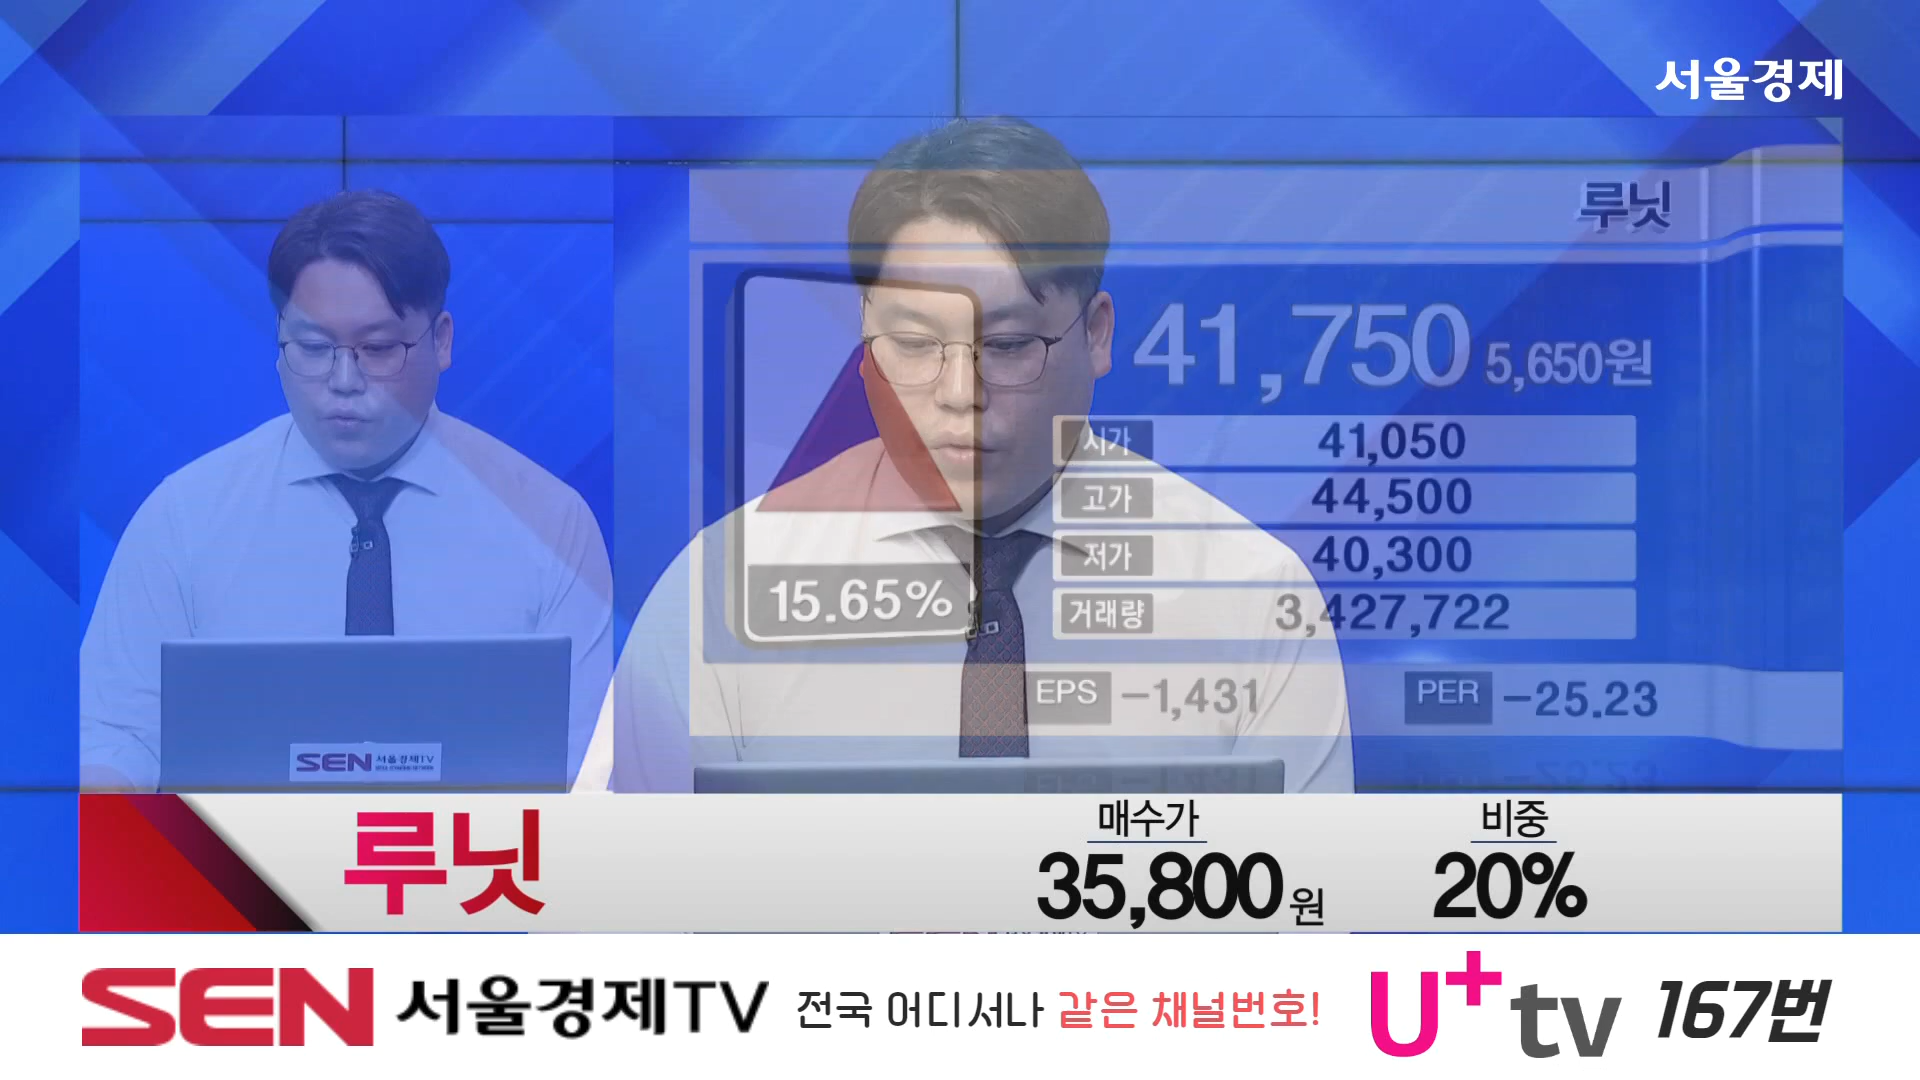 서울경제
루닛
41,750 5,650원
시가 41,050
고가 44,500
저가 40,300
거래량 3,427,722
15.65%
EPS -1,431 PER -25.23
SEN 서울경제TV
루닛
매수가
35,800원
비중
20%
SEN 서울경제TV 전국 어디서나 같은 채널번호! U+tv 167번